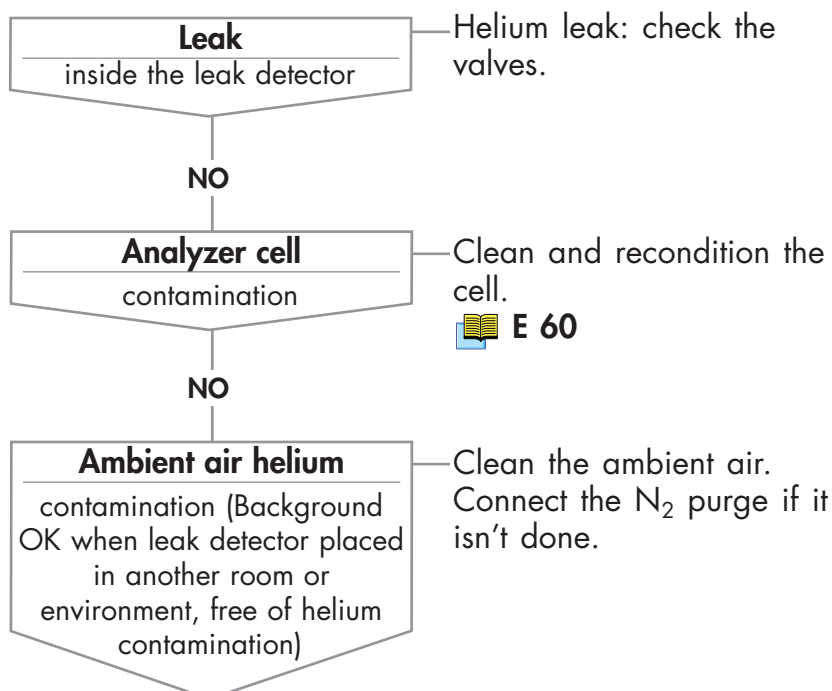 Leak
inside the leak detector
Helium leak: check the
valves.
NO
Analyzer cell
contamination
Clean and recondition the
cell.
E 60
NO
Ambient air helium
contamination (Background
OK when leak detector placed
in another room or
environment, free of helium
contamination)
Clean the ambient air.
Connect the N₂ purge if it
isn't done.